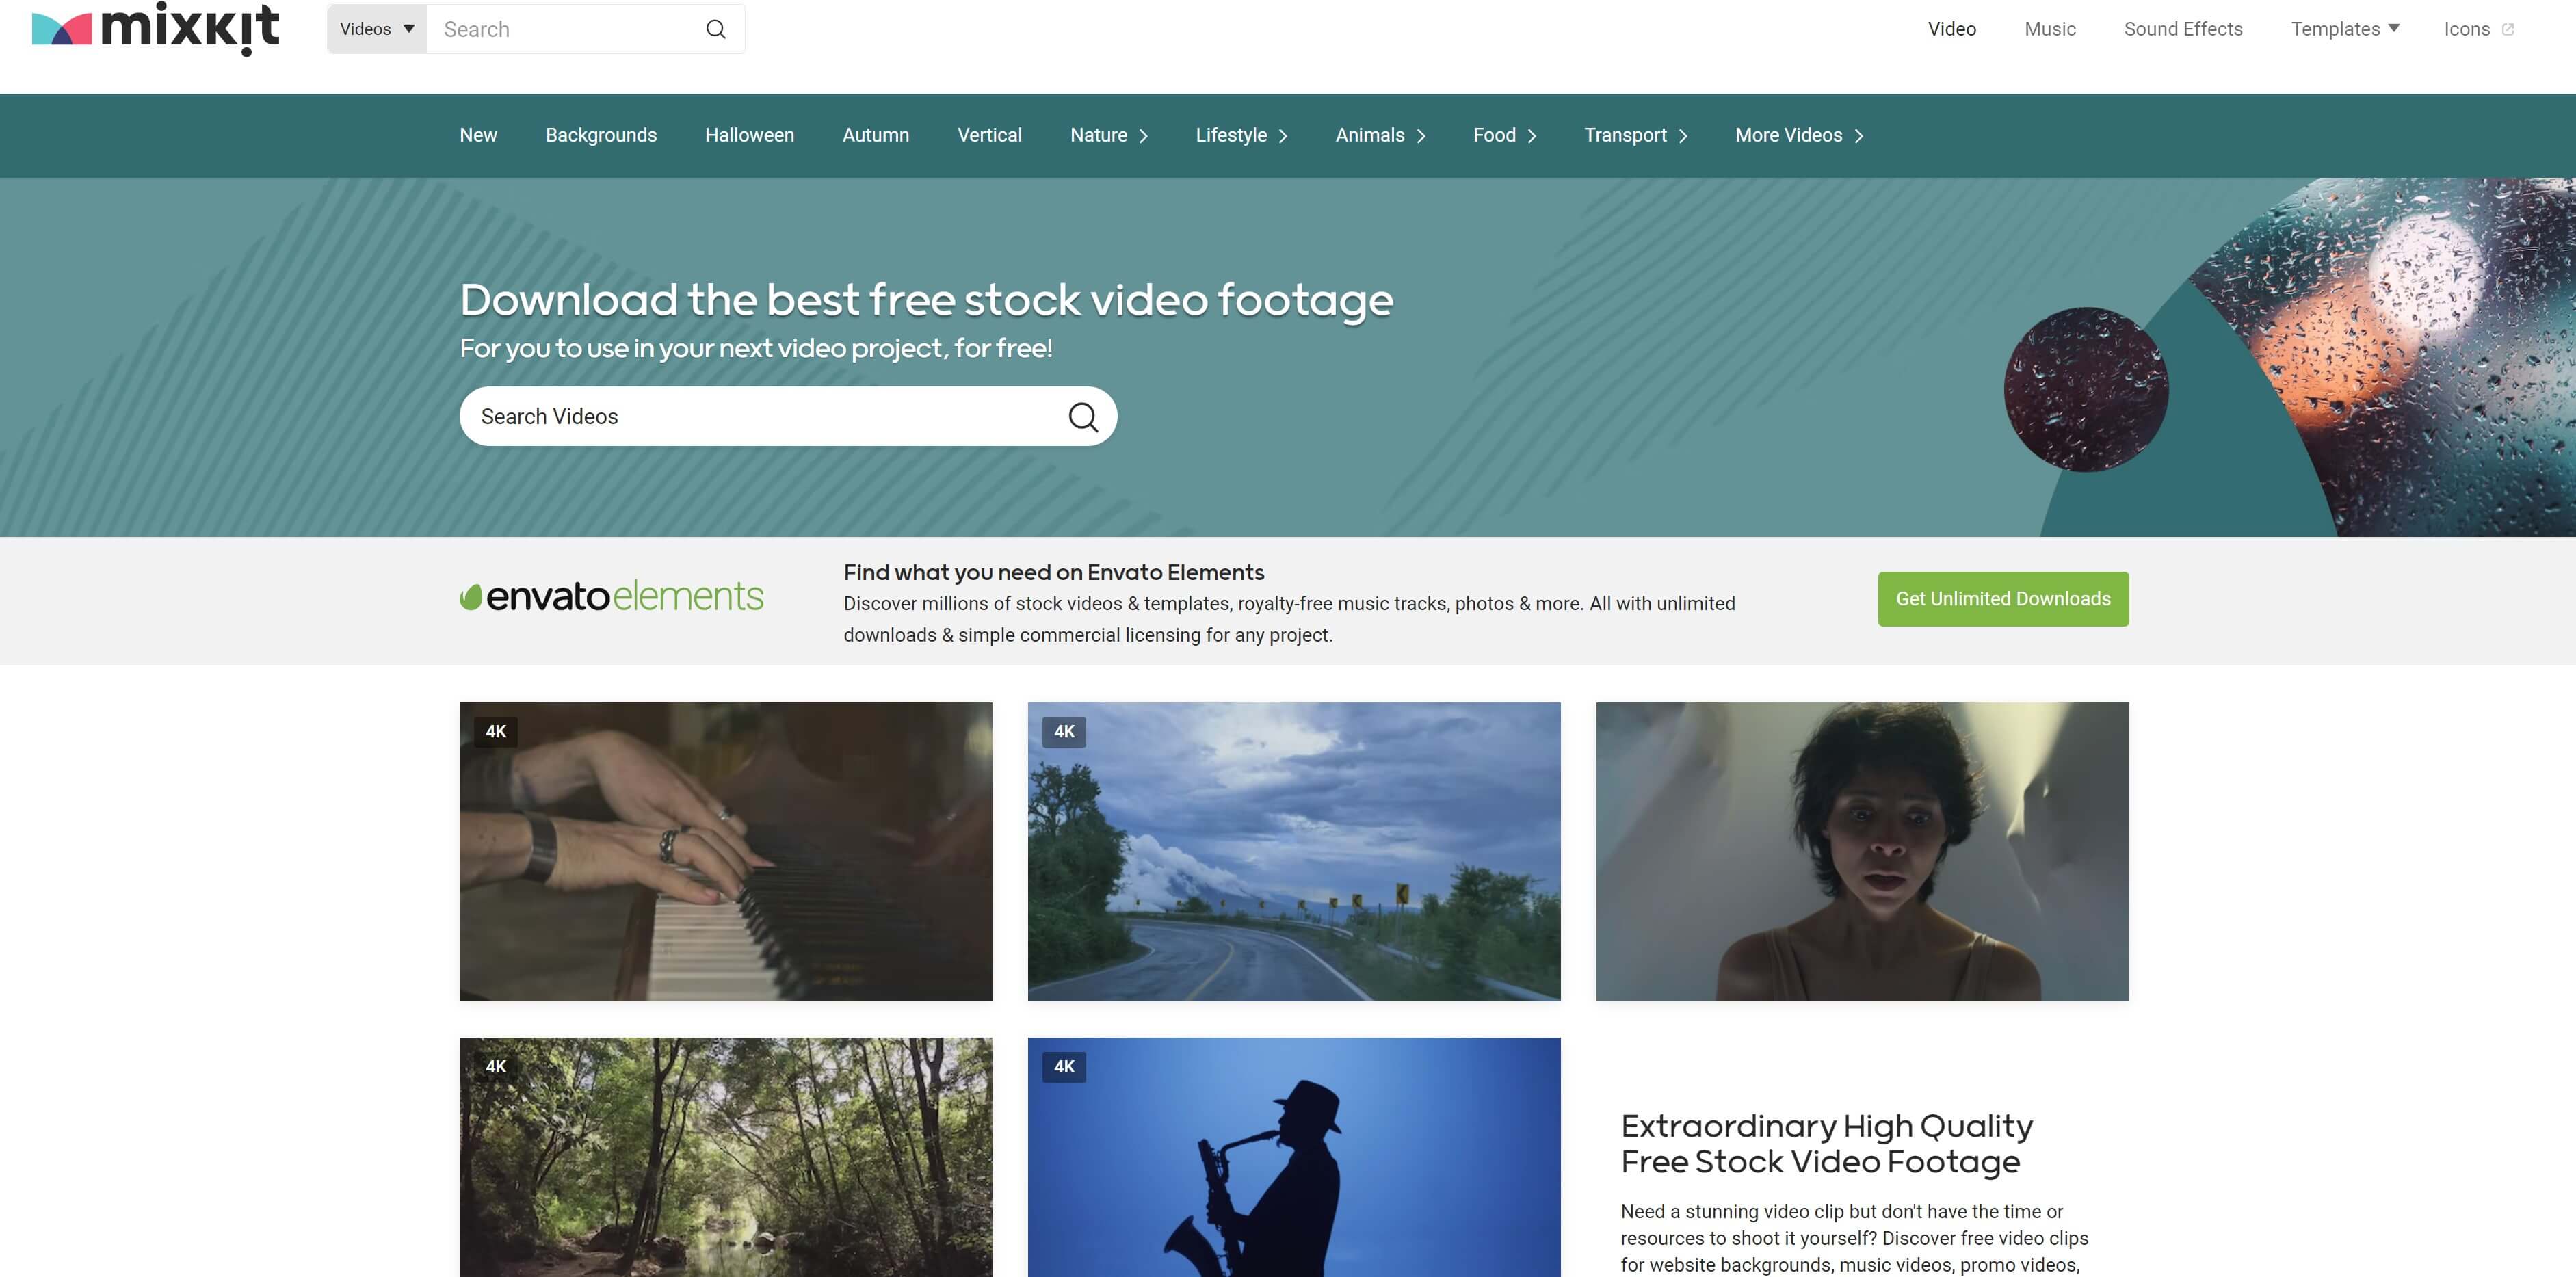 mixkit
Videos
Search
Video
Music
Sound Effects
Templates
Icons
New
Backgrounds
Halloween
Autumn
Vertical
Nature
Lifestyle
Animals
Food
Transport
More Videos
Download the best free stock video footage
For you to use in your next video project, for free!
Search Videos
envato elements
Find what you need on Envato Elements
Discover millions of stock videos & templates, royalty-free music tracks, photos & more. All with unlimited
downloads & simple commercial licensing for any project.
Get Unlimited Downloads
4K
4K
4K
4K
Extraordinary High Quality
Free Stock Video Footage
Need a stunning video clip but don't have the time or
resources to shoot it yourself? Discover free video clips
for website backgrounds, music videos, promo videos,